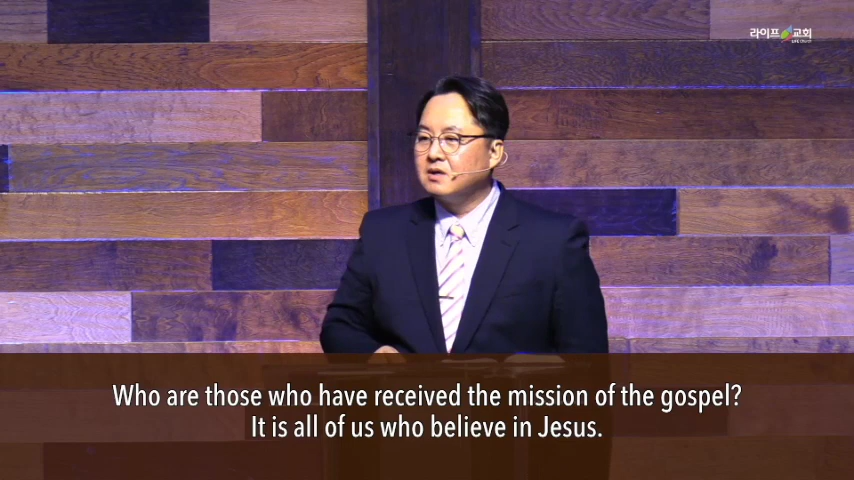 라이프 교회
Who are those who have received the mission of the gospel?
It is all of us who believe in Jesus.